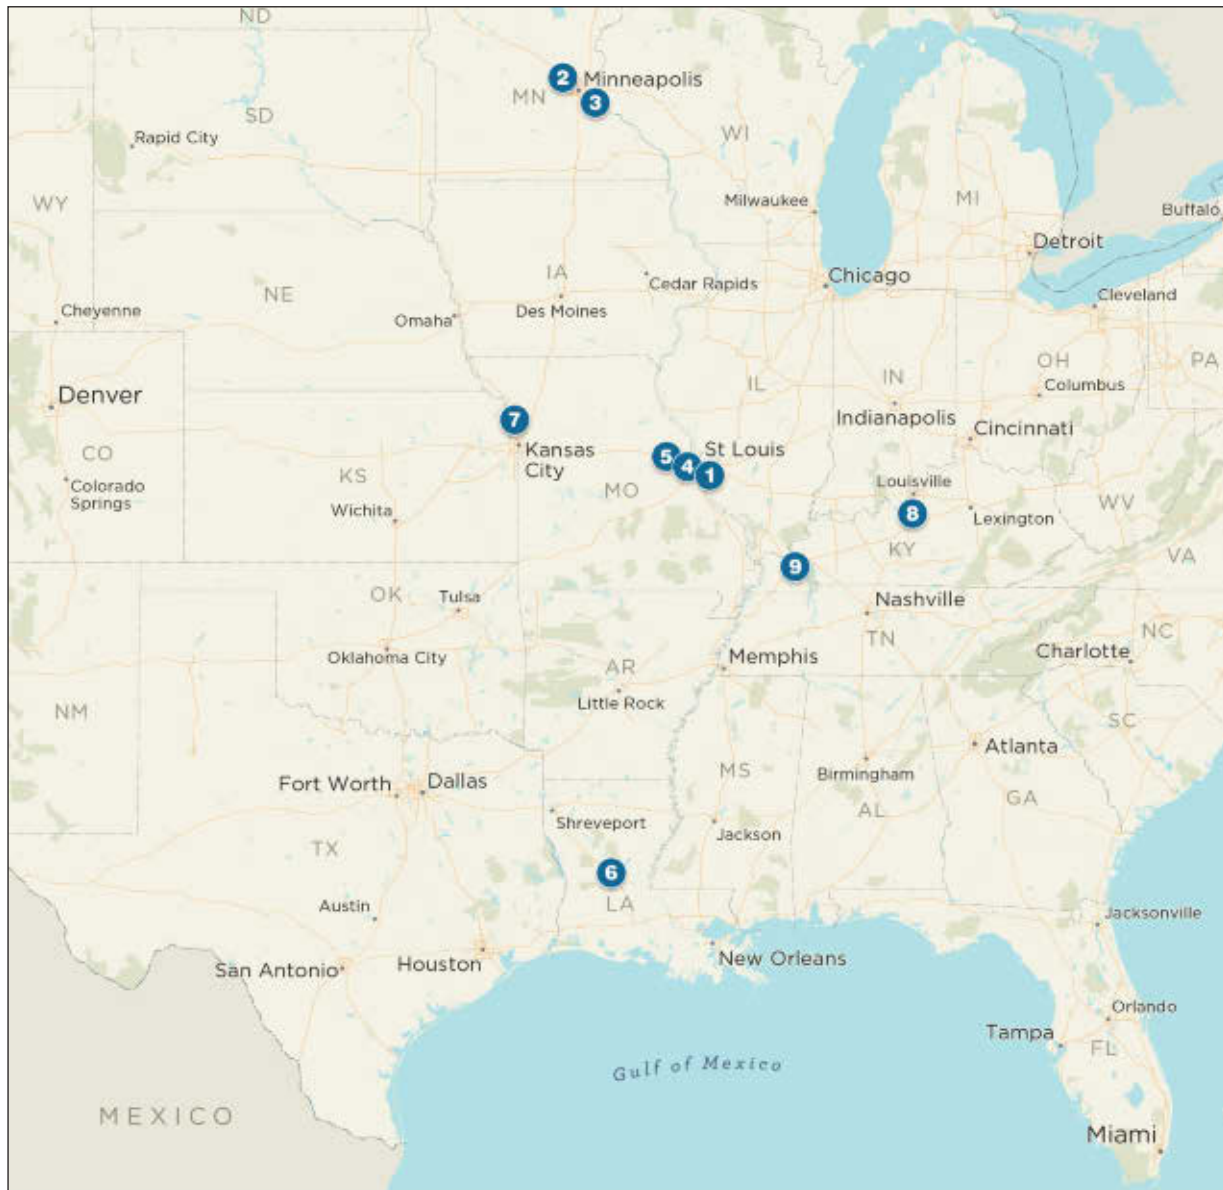 ND
2
Minneapolis
MN
3
SD
WI
Rapid City
MI
WY
Milwaukee
Buffalo
Detroit
IA
Chicago
Cedar Rapids
NE
Cleveland
Cheyenne
Des Moines
Omaha
OH
PA
IL
IN
Columbus
Denver
Indianapolis
7
Cincinnati
Kansas
City
St Louis
5
4
1
CO
KS
Colorado
Springs
MO
Louisville
WV
Wichita
8
Lexington
KY
VA
9
OK
Tulsa
Nashville
TN
NC
Oklahoma City
Memphis
Charlotte
AR
Little Rock
NM
SC
Atlanta
MS
Birmingham
Fort Worth
Dallas
GA
AL
Shreveport
Jackson
TX
6
LA
Austin
Jacksonville
New Orleans
San Antonio
Houston
Orlando
Tampa
FL
Gulf of Mexico
MEXICO
Miami